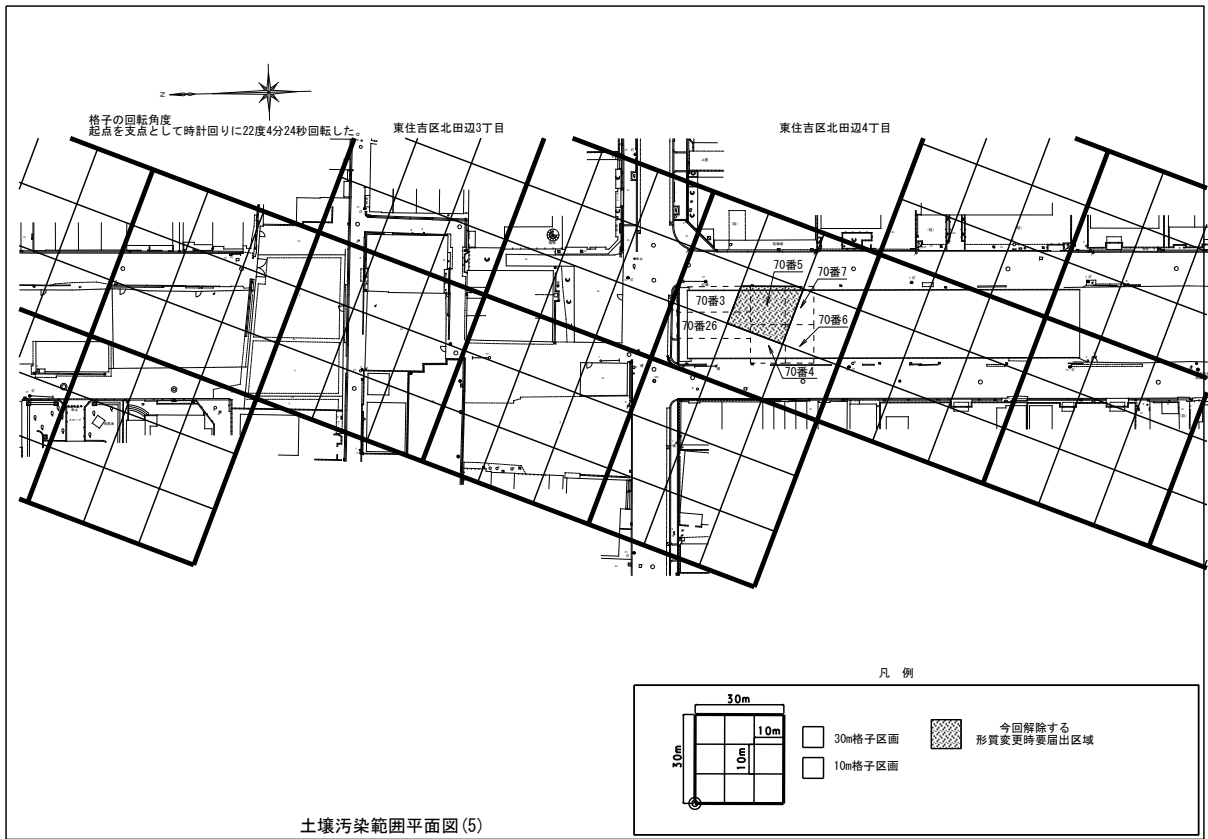 N
格子の回転角度
起点を支点として時計回りに22度4分24秒回転した。
東住吉区北田辺3丁目
東住吉区北田辺4丁目
70番5
70番7
70番3
70番26
70番6
70番4
凡 例
30m
30m
10m
10m
30m格子区画
10m格子区画
今回解除する
形質変更時要届出区域
土壌汚染範囲平面図(5)